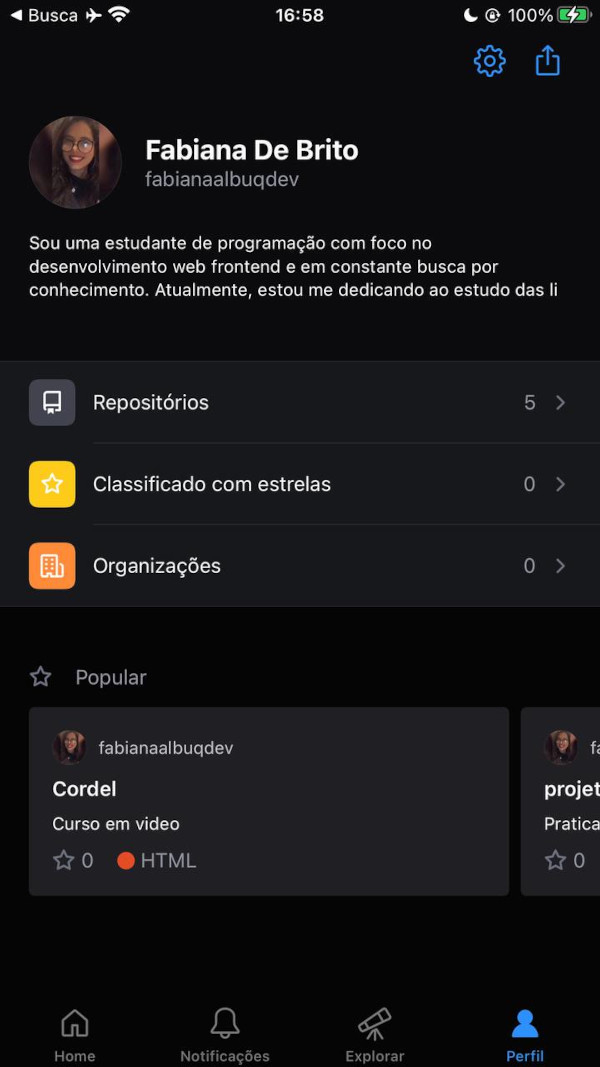 Busca
16:58
100%
Fabiana De Brito
fabianaalbuqdev
Sou uma estudante de programação com foco no
desenvolvimento web frontend e em constante busca por
conhecimento. Atualmente, estou me dedicando ao estudo das li
Repositórios
5
Classificado com estrelas
0
Organizações
0
Popular
fabianaalbuqdev
Cordel
Curso em video
0
HTML
fa
projet
Pratica
0
Home
Notificações
Explorar
Perfil